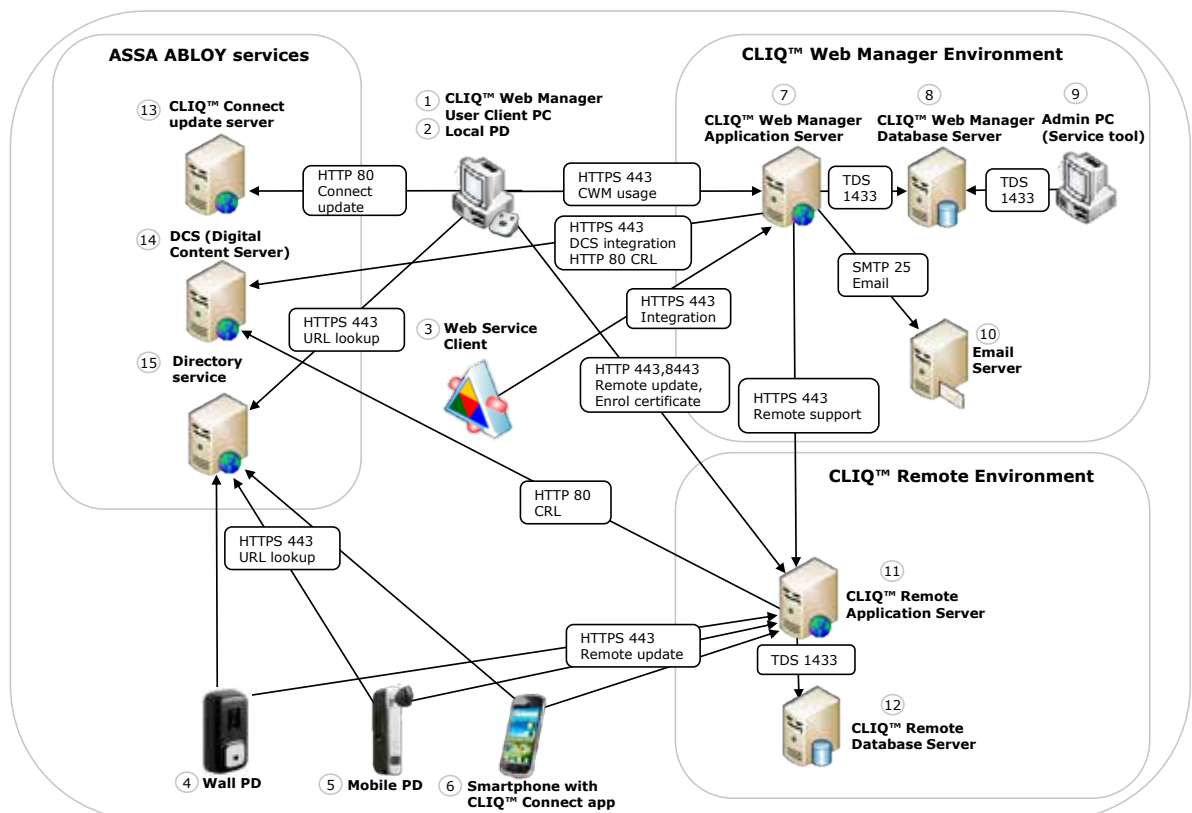 ASSA ABLOY services
CLIQ™ Web Manager Environment
13 CLIQ™ Connect
update server
1 CLIQ™ Web Manager
User Client PC
2 Local PD
7
CLIQ™ Web Manager
Application Server
8
CLIQ™ Web Manager
Database Server
9
Admin PC
(Service tool)
HTTP 80
Connect
update
HTTPS 443
CWM usage
TDS
1433
TDS
1433
14 DCS (Digital
Content Server)
HTTPS 443
DCS integration
HTTP 80 CRL
SMTP 25
Email
HTTPS 443
Integration
HTTPS 443
URL lookup
3 Web Service
Client
10
Email
Server
15 Directory
service
HTTP 443,8443
Remote update,
Enrol certificate
HTTPS 443
Remote support
CLIQ™ Remote Environment
HTTP 80
CRL
HTTPS 443
URL lookup
11
CLIQ™ Remote
Application Server
HTTPS 443
Remote update
TDS 1433
12
CLIQ™ Remote
Database Server
4 Wall PD
5 Mobile PD
6 Smartphone with
CLIQ™ Connect app